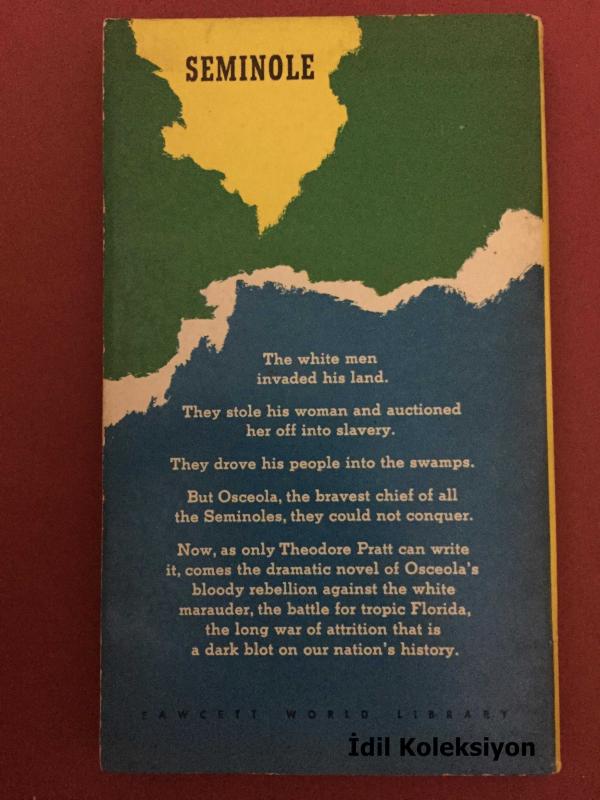 SEMINOLE
The white men
invaded his land.
They stole his woman and auctioned
her off into slavery.
They drove his people into the swamps.
But Osceola, the bravest chief of all
the Seminoles, they could not conquer.
Now, as only Theodore Pratt can write
it, comes the dramatic novel of Osceola's
bloody rebellion against the white
marauder, the battle for tropic Florida,
the long war of attrition that is
a dark blot on our nation's history.
FAWCETT WORLD LIBRARY
İdil Koleksiyon